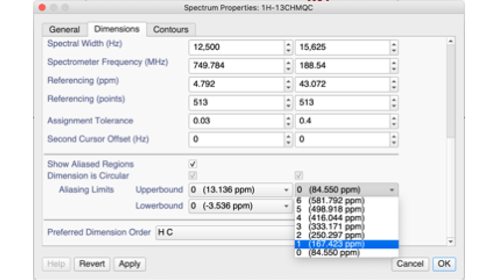 Spectrum Properties: 1H-13CHMQC
General Dimensions Contours
Spectral Width (Hz) 12,500 15,625
Spectrometer Frequency (MHz) 749.784 188.54
Referencing (ppm) 4.792 43.072
Referencing (points) 513 513
Assignment Tolerance 0.03 0.4
Second Cursor Offset (Hz) 0 0
Show Aliased Regions
Dimension is Circular
Aliasing Limits Upperbound 0 (13.136 ppm) 0 (84.550 ppm)
Lowerbound 0 (-3.536 ppm)
6 (581.792 ppm)
5 (498.918 ppm)
4 (416.044 ppm)
3 (333.171 ppm)
2 (250.297 ppm)
1 (167.423 ppm)
0 (84.550 ppm)
Preferred Dimension Order H C
Help Revert Apply Cancel OK